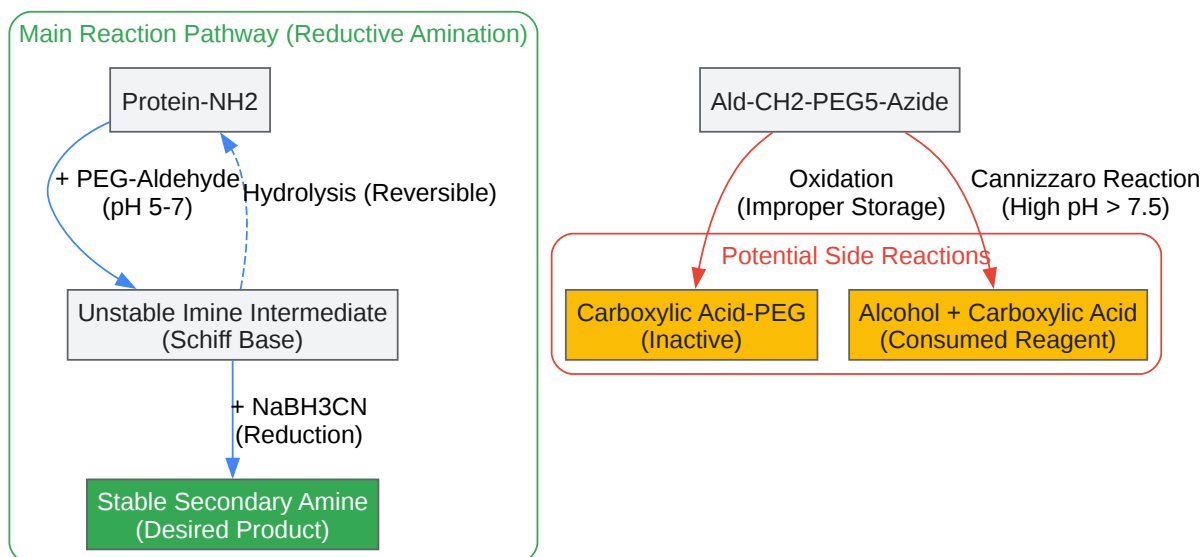 Main Reaction Pathway (Reductive Amination)
Protein-NH2
+ PEG-Aldehyde
(pH 5-7)
Hydrolysis (Reversible)
Unstable Imine Intermediate
(Schiff Base)
+ NaBH3CN
(Reduction)
Stable Secondary Amine
(Desired Product)
Ald-CH2-PEG5-Azide
Oxidation
(Improper Storage)
Cannizzaro Reaction
(High pH > 7.5)
Potential Side Reactions
Carboxylic Acid-PEG
(Inactive)
Alcohol + Carboxylic Acid
(Consumed Reagent)